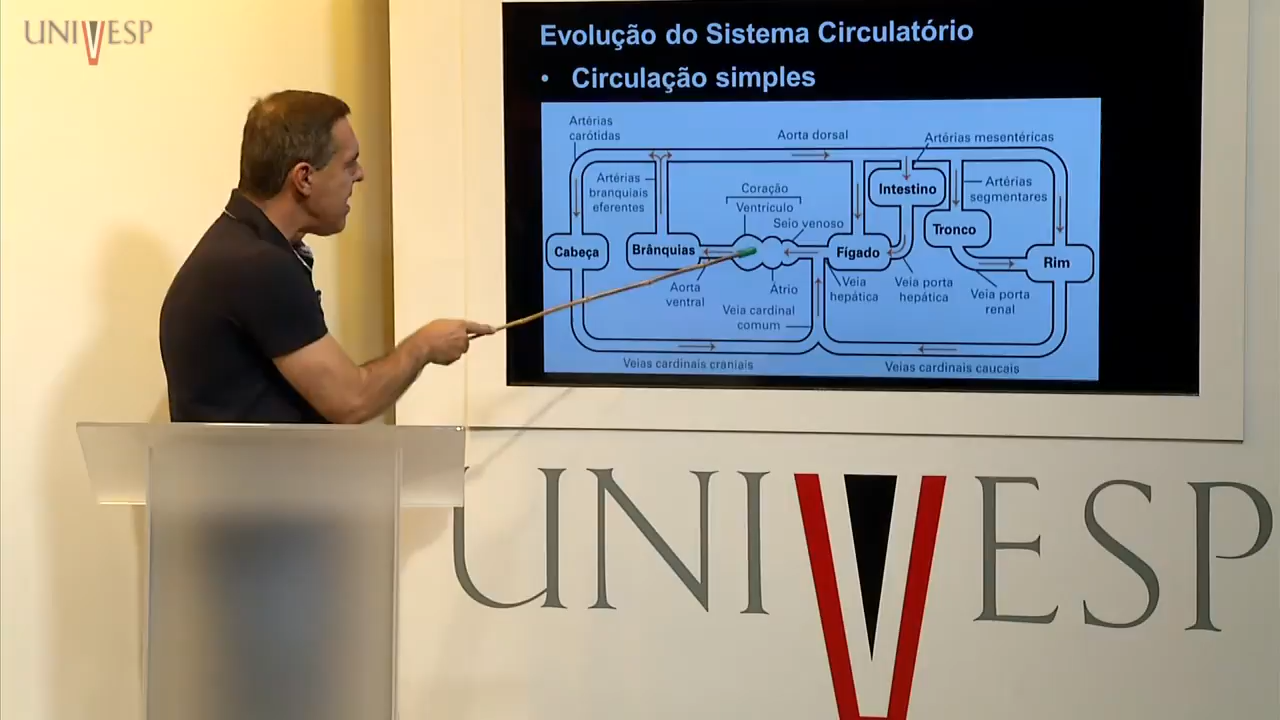 UNIVESP
Evolução do Sistema Circulatório
• Circulação simples
Artérias
carótidas
Aorta dorsal
Artérias mesentéricas
Artérias
branquiais
eferentes
Coração
Ventrículo
Seio venoso
Intestino
Artérias
segmentares
Tronco
Cabeça
Brânquias
Fígado
Rim
Aorta
ventral
Átrio
Veia
hepática
Veia porta
hepática
Veia porta
renal
Veia cardinal
comum
Veias cardinais craniais
Veias cardinais caucais
UNIVESP